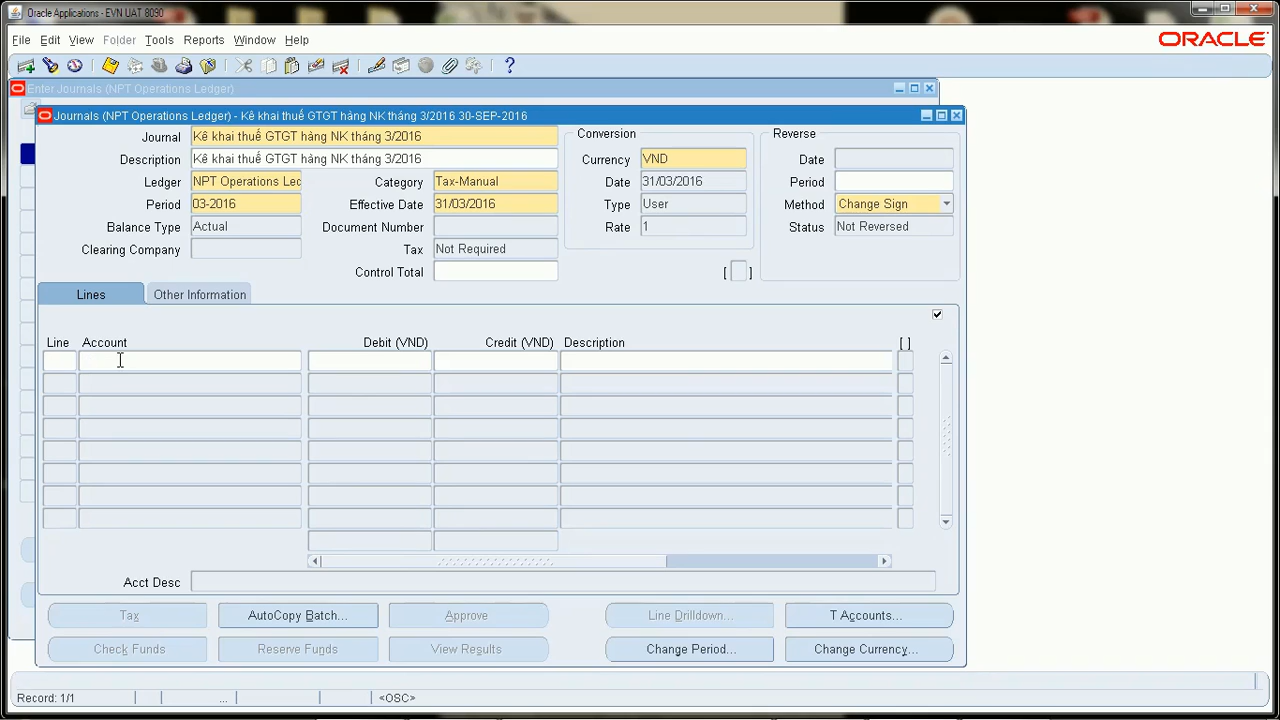 Oracle Applications - EVN UAT 8090
File Edit View Folder Tools Reports Window Help
ORACLE
Enter Journals (NPT Operations Ledger)
Journals (NPT Operations Ledger) - Kê khai thuế GTGT hàng NK tháng 3/2016 30-SEP-2016
Journal Kê khai thuế GTGT hàng NK tháng 3/2016 Conversion Reverse
Description Kê khai thuế GTGT hàng NK tháng 3/2016 Currency VND Date
Ledger NPT Operations Led Category Tax-Manual Date 31/03/2016 Period
Period 03-2016 Effective Date 31/03/2016 Type User Method Change Sign
Balance Type Actual Document Number Rate 1 Status Not Reversed
Clearing Company Tax Not Required
Control Total [ ]
Lines Other Information
Line Account Debit (VND) Credit (VND) Description [ ]
Acct Desc
Tax AutoCopy Batch... Approve Line Drilldown... T Accounts...
Check Funds Reserve Funds View Results Change Period... Change Currency...
Record: 1/1 ... <OSC>